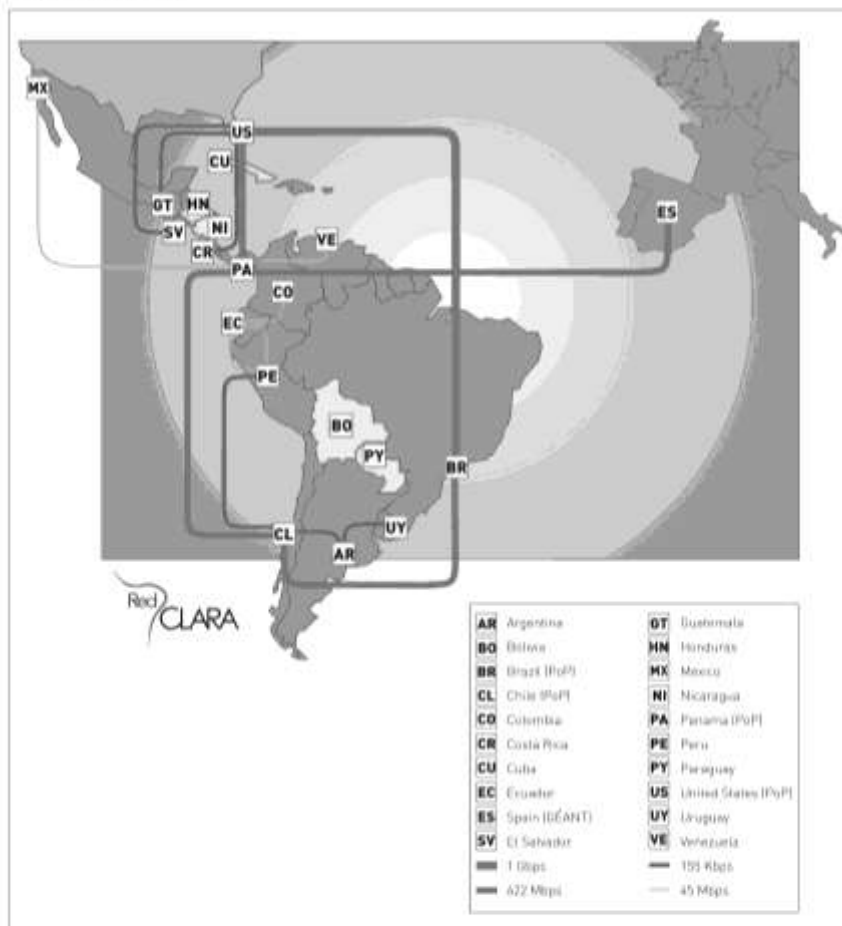 MX
US
CU
GT
HN
ES
SV
NI
CR
VE
PA
CO
EC
PE
BO
PY
BR
CL
UY
AR
Red
CLARA
AR Argentina
BO Bolivia
BR Brazil (PoP)
CL Chile (PoP)
CO Colombia
CR Costa Rica
CU Cuba
EC Ecuador
ES Spain (GÉANT)
SV El Salvador
1 Gbps
622 Mbps
GT Guatemala
HN Honduras
MX Mexico
NI Nicaragua
PA Panama (PoP)
PE Peru
PY Paraguay
US United States (PoP)
UY Uruguay
VE Venezuela
155 Kbps
45 Mbps